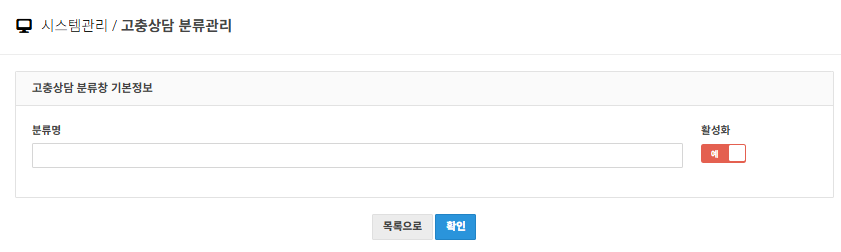 시스템관리 / 고충상담 분류관리
고충상담 분류창 기본정보
분류명
활성화
예
목록으로
확인